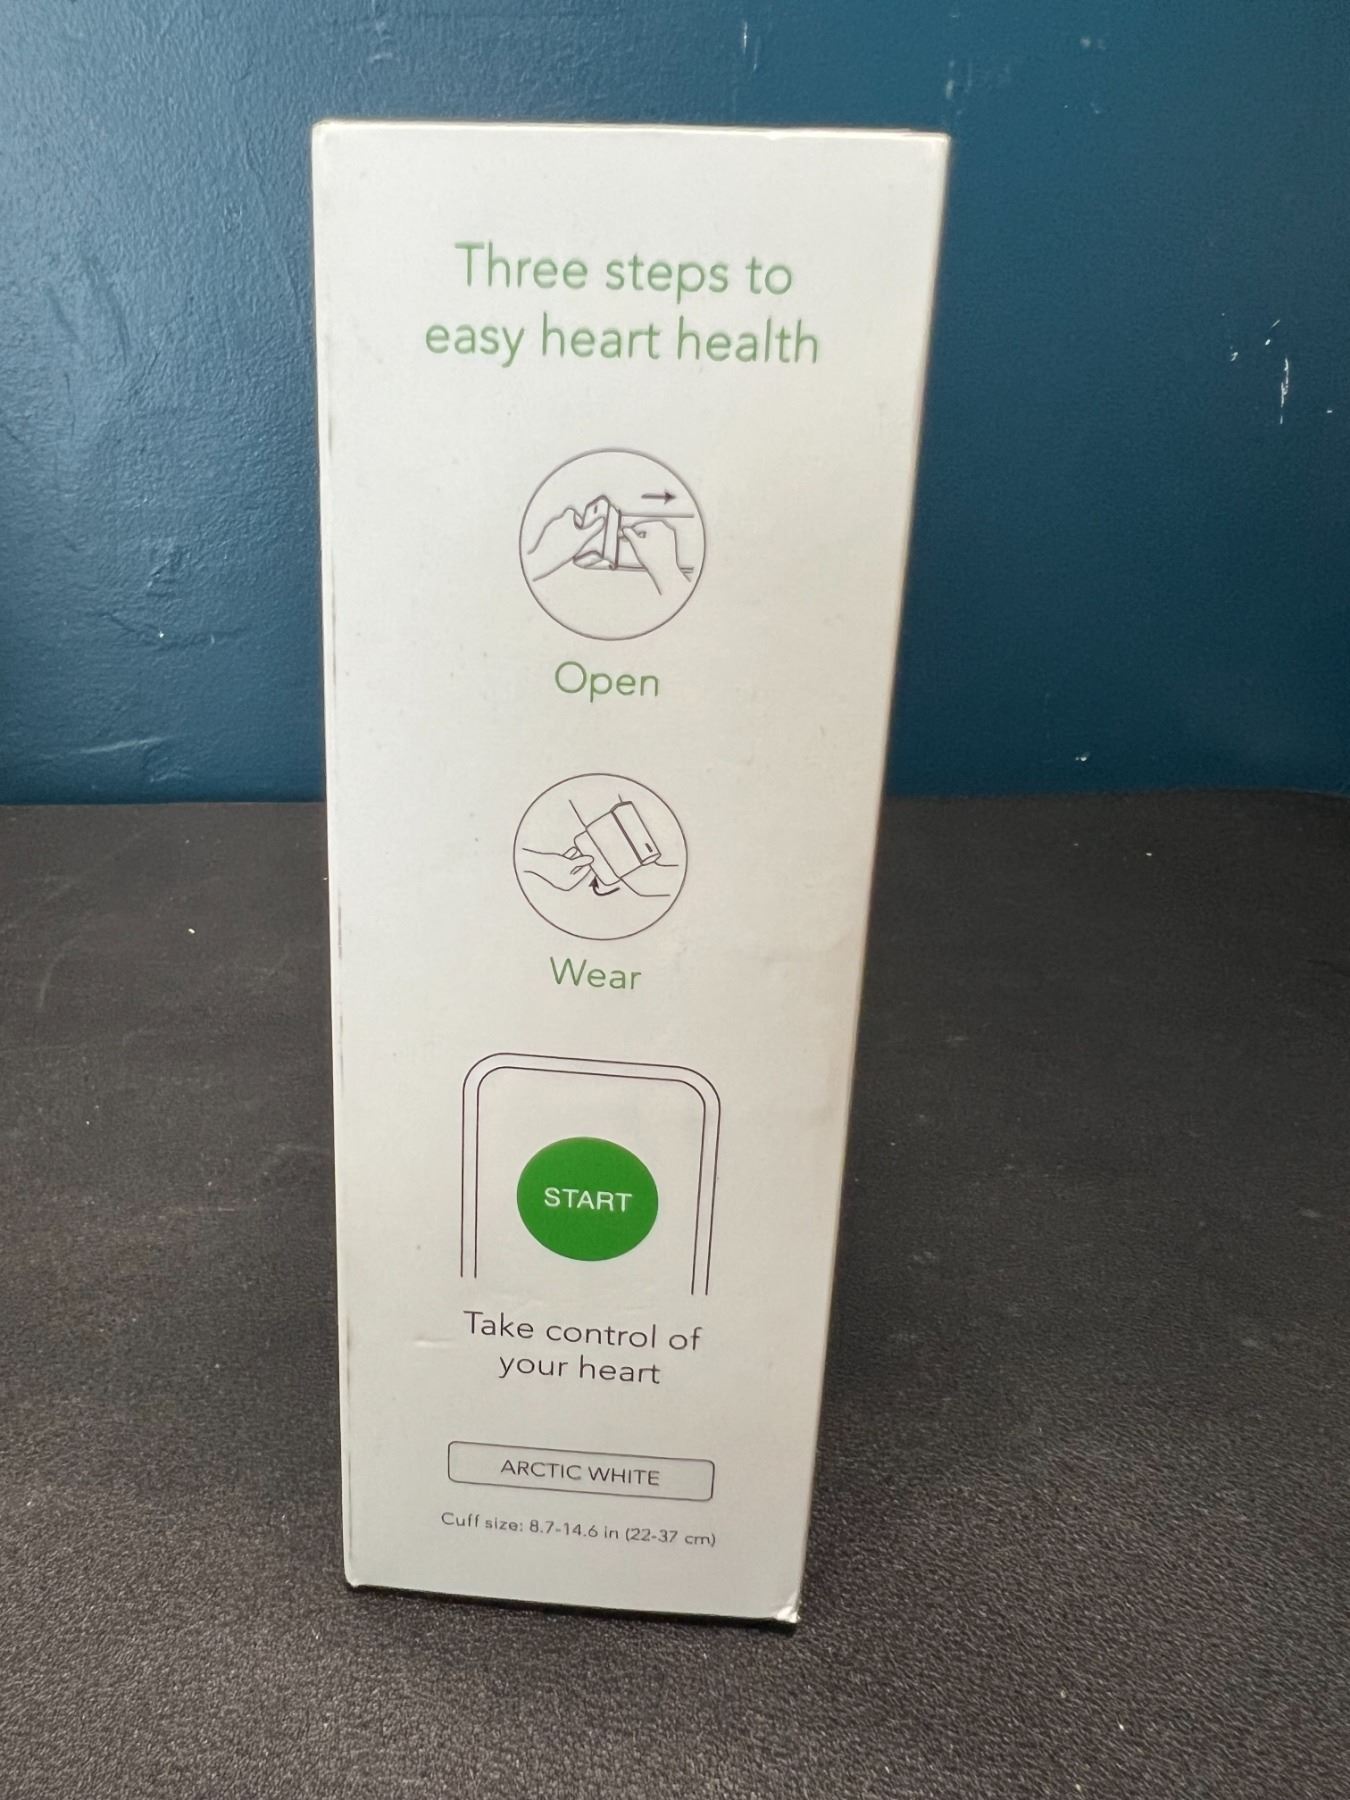 Three steps to
easy heart health
Open
Wear
START
Take control of
your heart
ARCTIC WHITE
Cuff size: 8.7-14.6 in (22-37 cm)